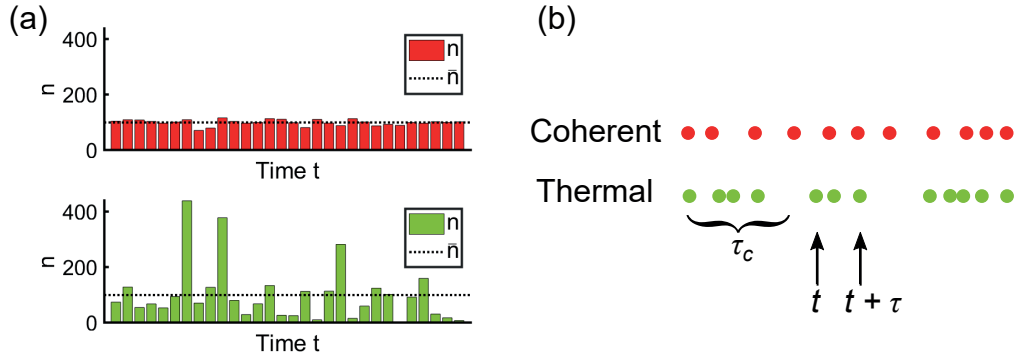 (a)
400
200
0
n
n
n̄
Time t
400
200
0
n
n
n̄
Time t
(b)
Coherent
Thermal
τc
t
t + τ